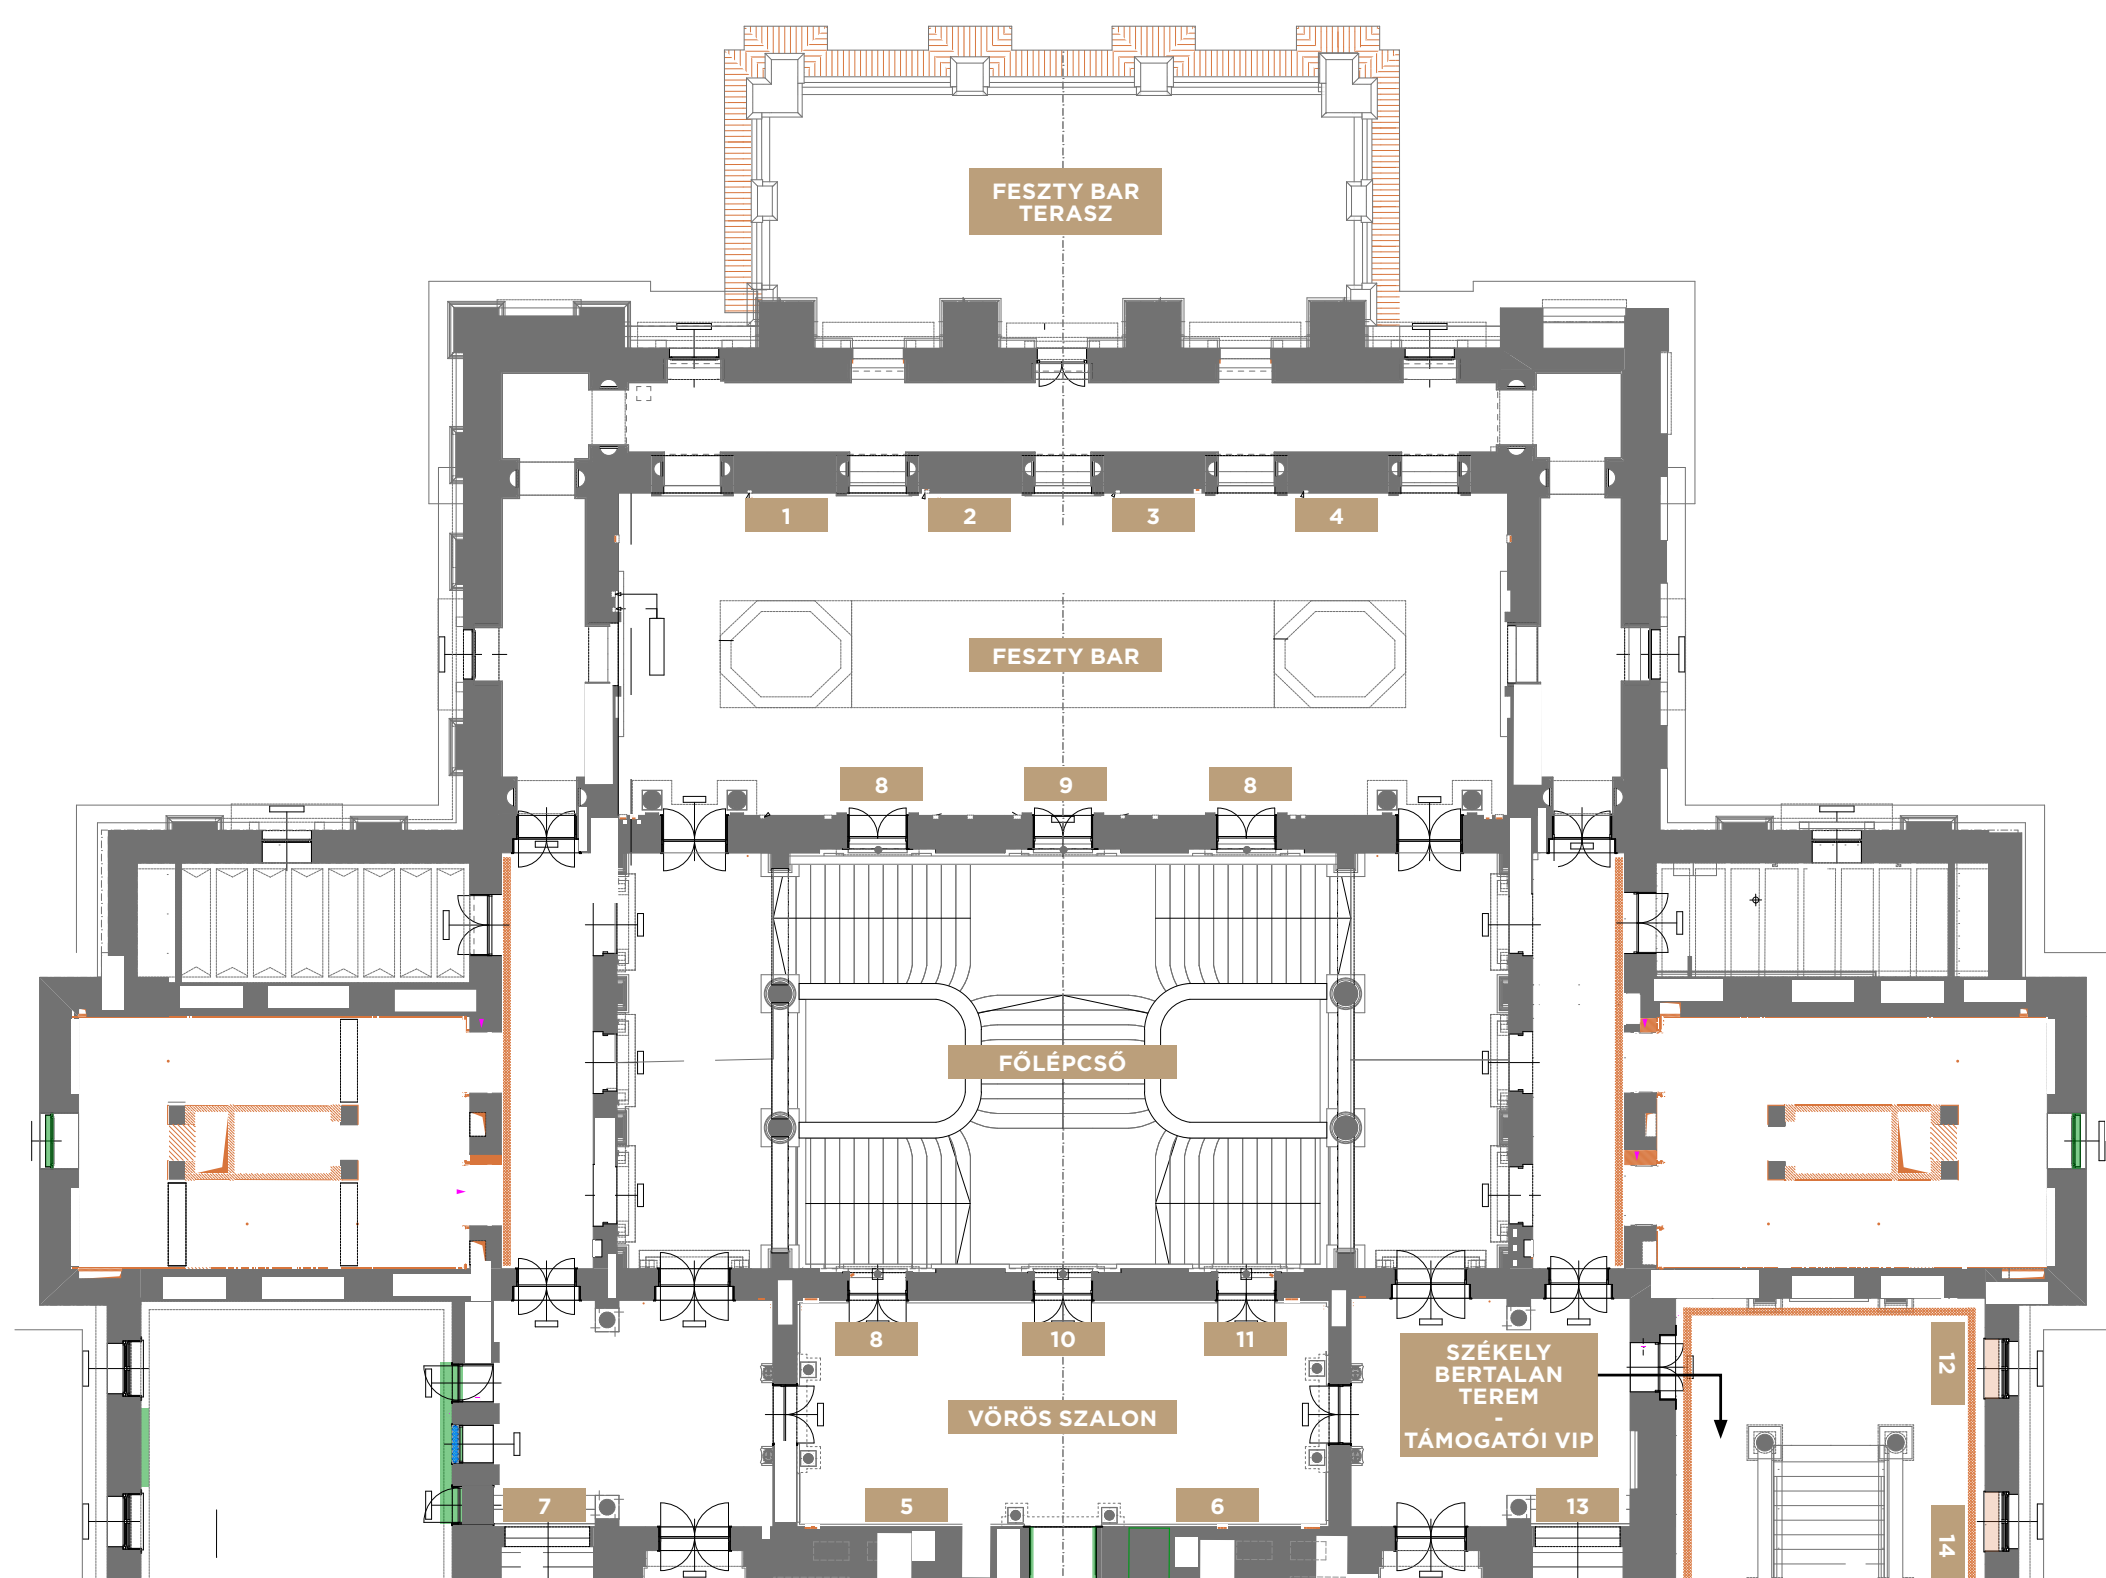 FESZTY BAR
TERASZ
1
2
3
4
FESZTY BAR
8
9
8
FŐLÉPCSŐ
8
10
11
SZÉKELY
BERTALAN
TEREM
-
TÁMOGATÓI VIP
12
VÖRÖS SZALON
7
5
6
13
14